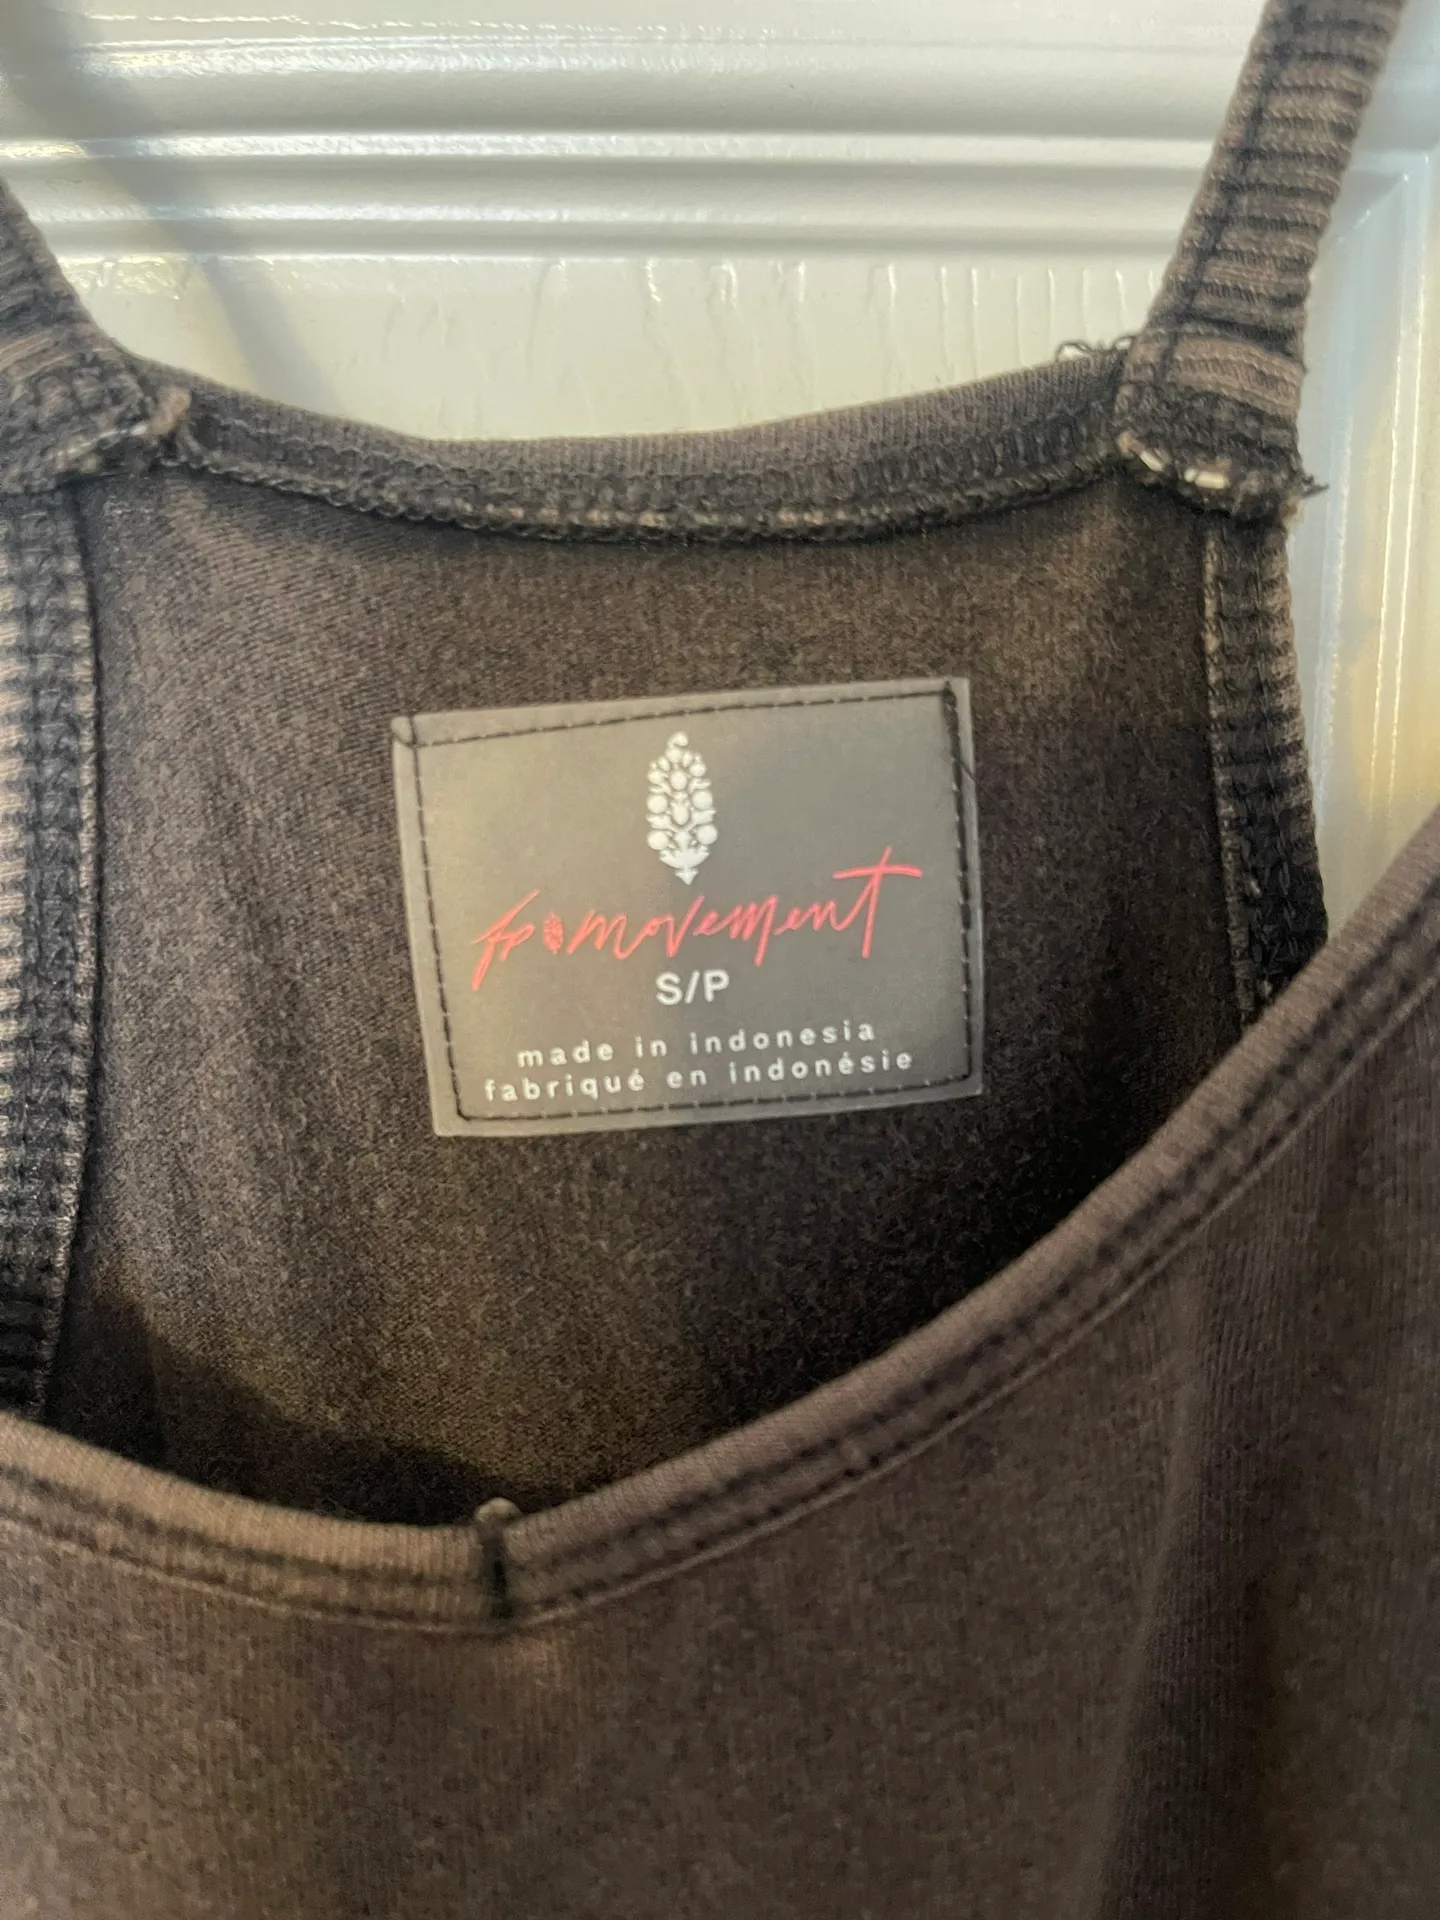 fp movement
S/P
made in indonesia
fabriqué en indonésie